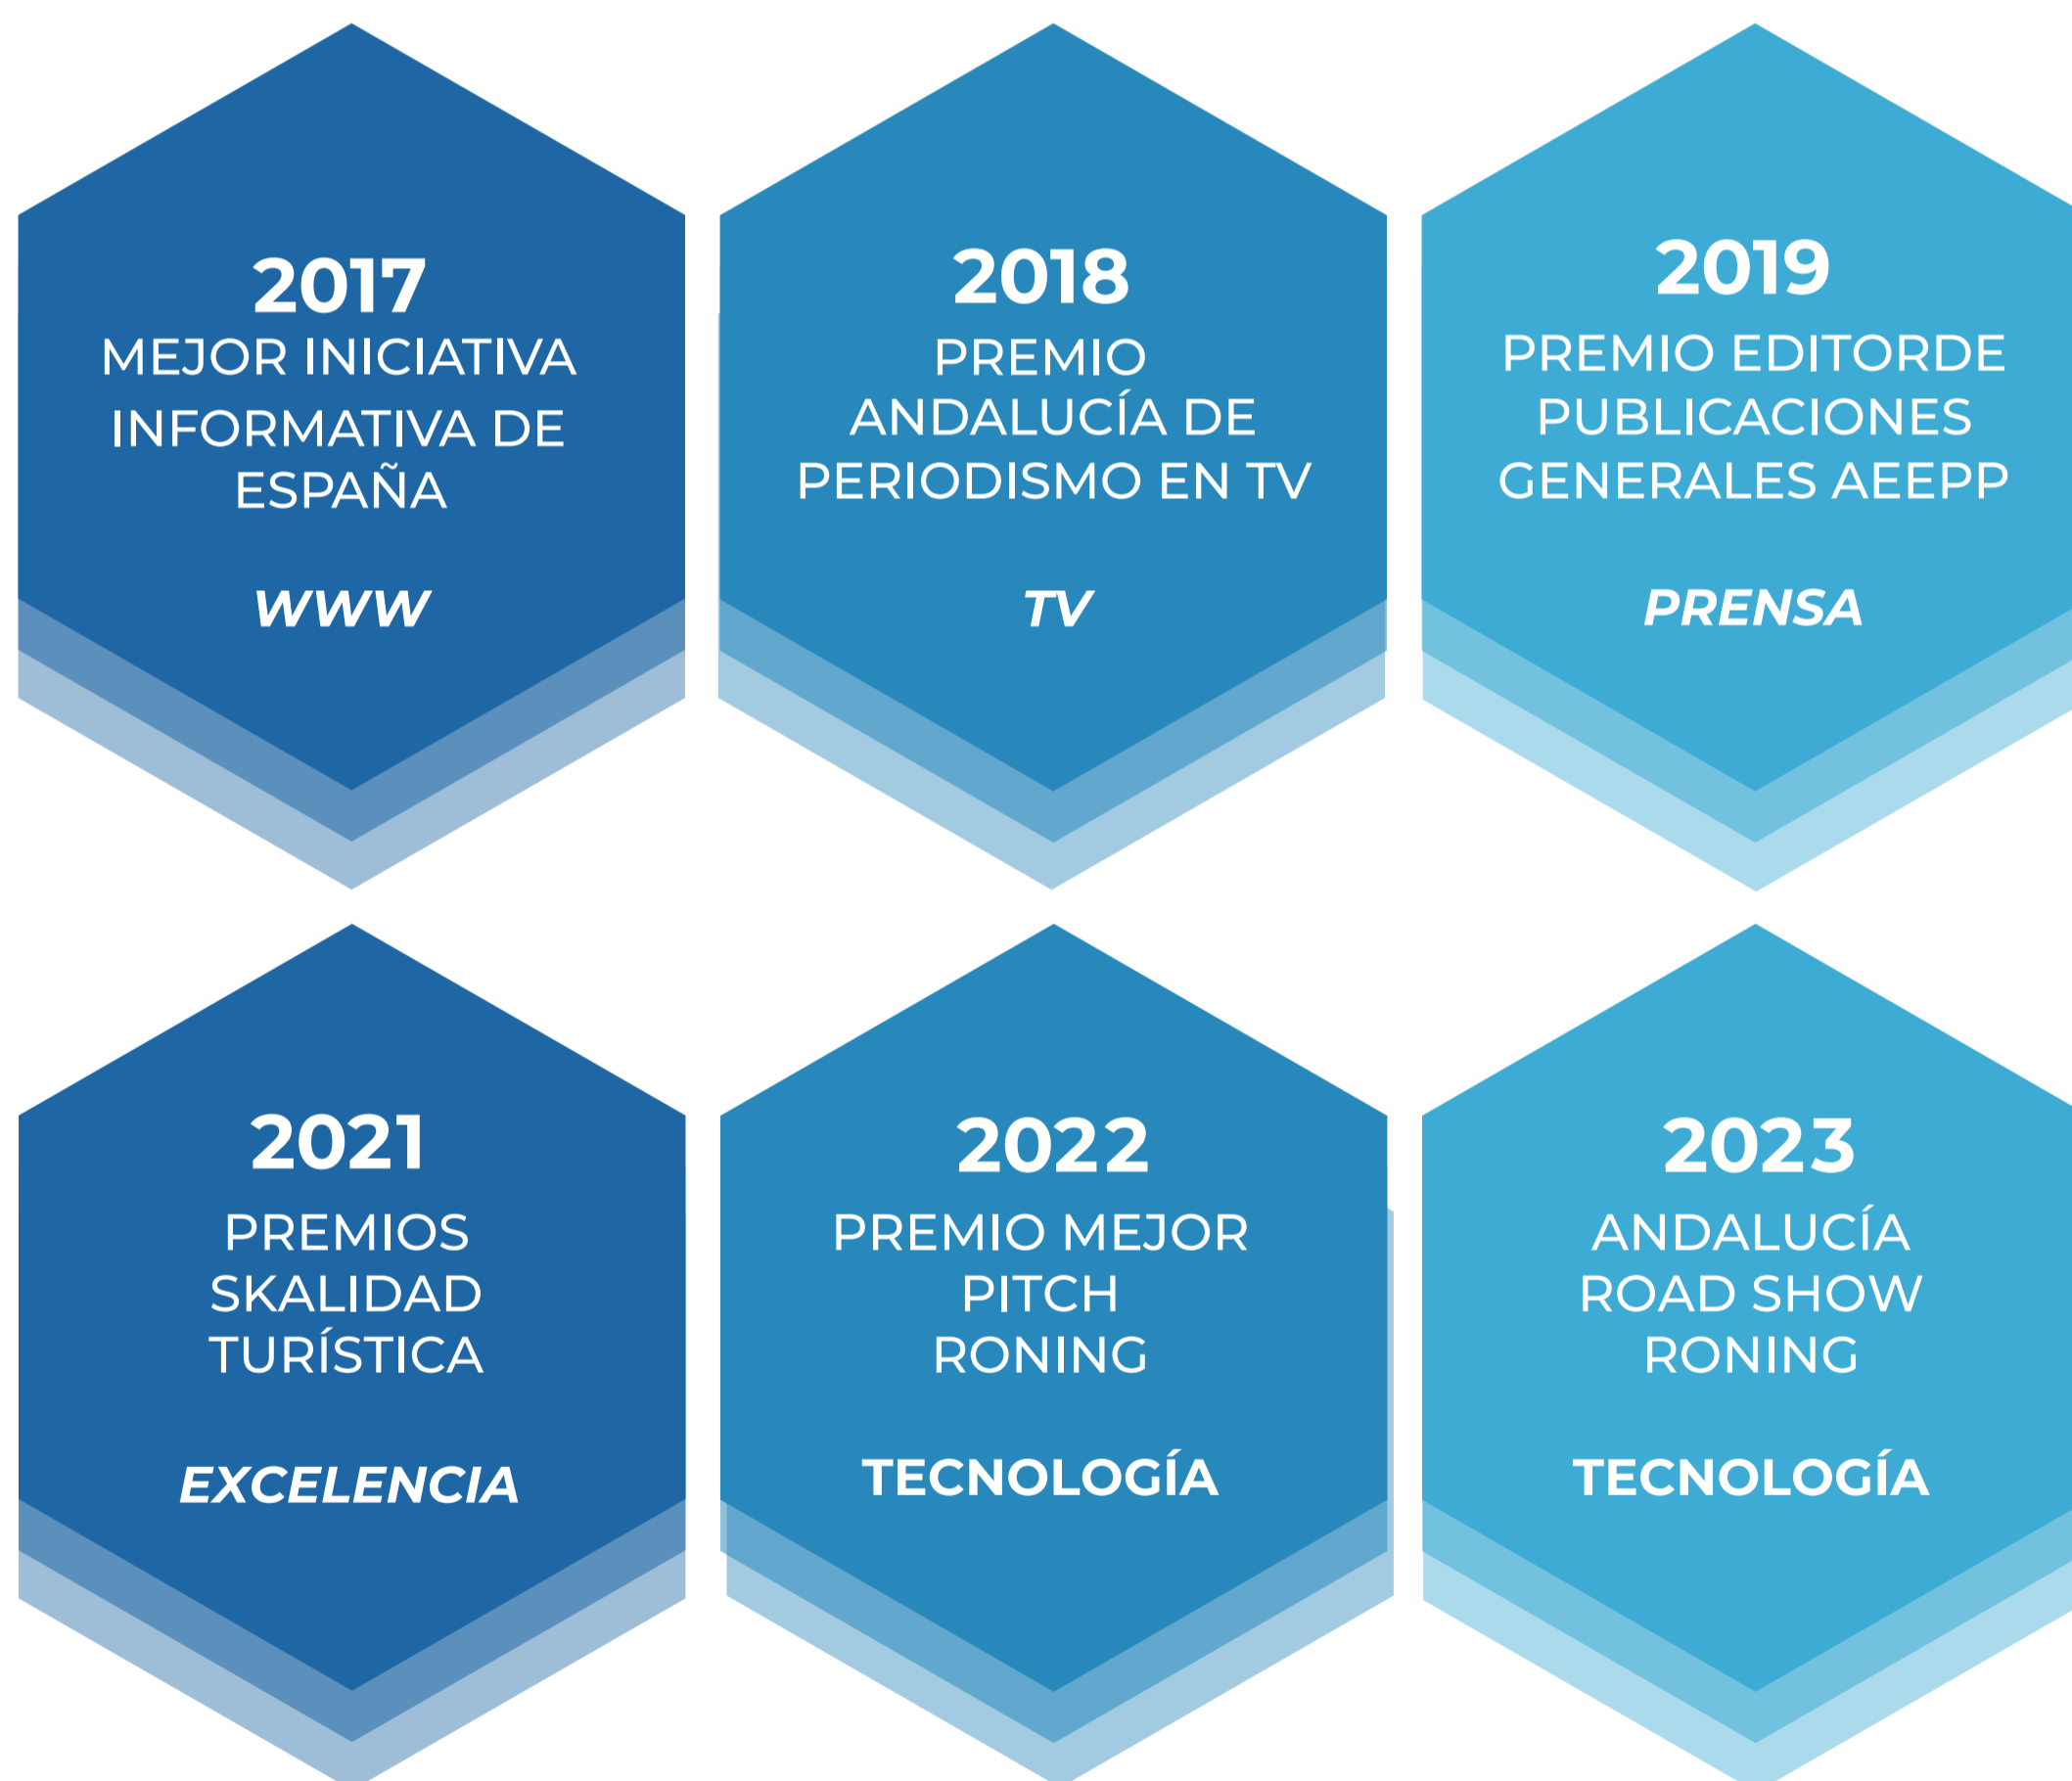 2017
MEJOR INICIATIVA
INFORMATIVA DE
ESPAÑA
WWW
2018
PREMIO
ANDALUCÍA DE
PERIODISMO EN TV
TV
2019
PREMIO EDITORDE
PUBLICACIONES
GENERALES AEEPP
PRENSA
2021
PREMIOS
SKALIDAD
TURÍSTICA
EXCELENCIA
2022
PREMIO MEJOR
PITCH
RONING
TECNOLOGÍA
2023
ANDALUCÍA
ROAD SHOW
RONING
TECNOLOGÍA